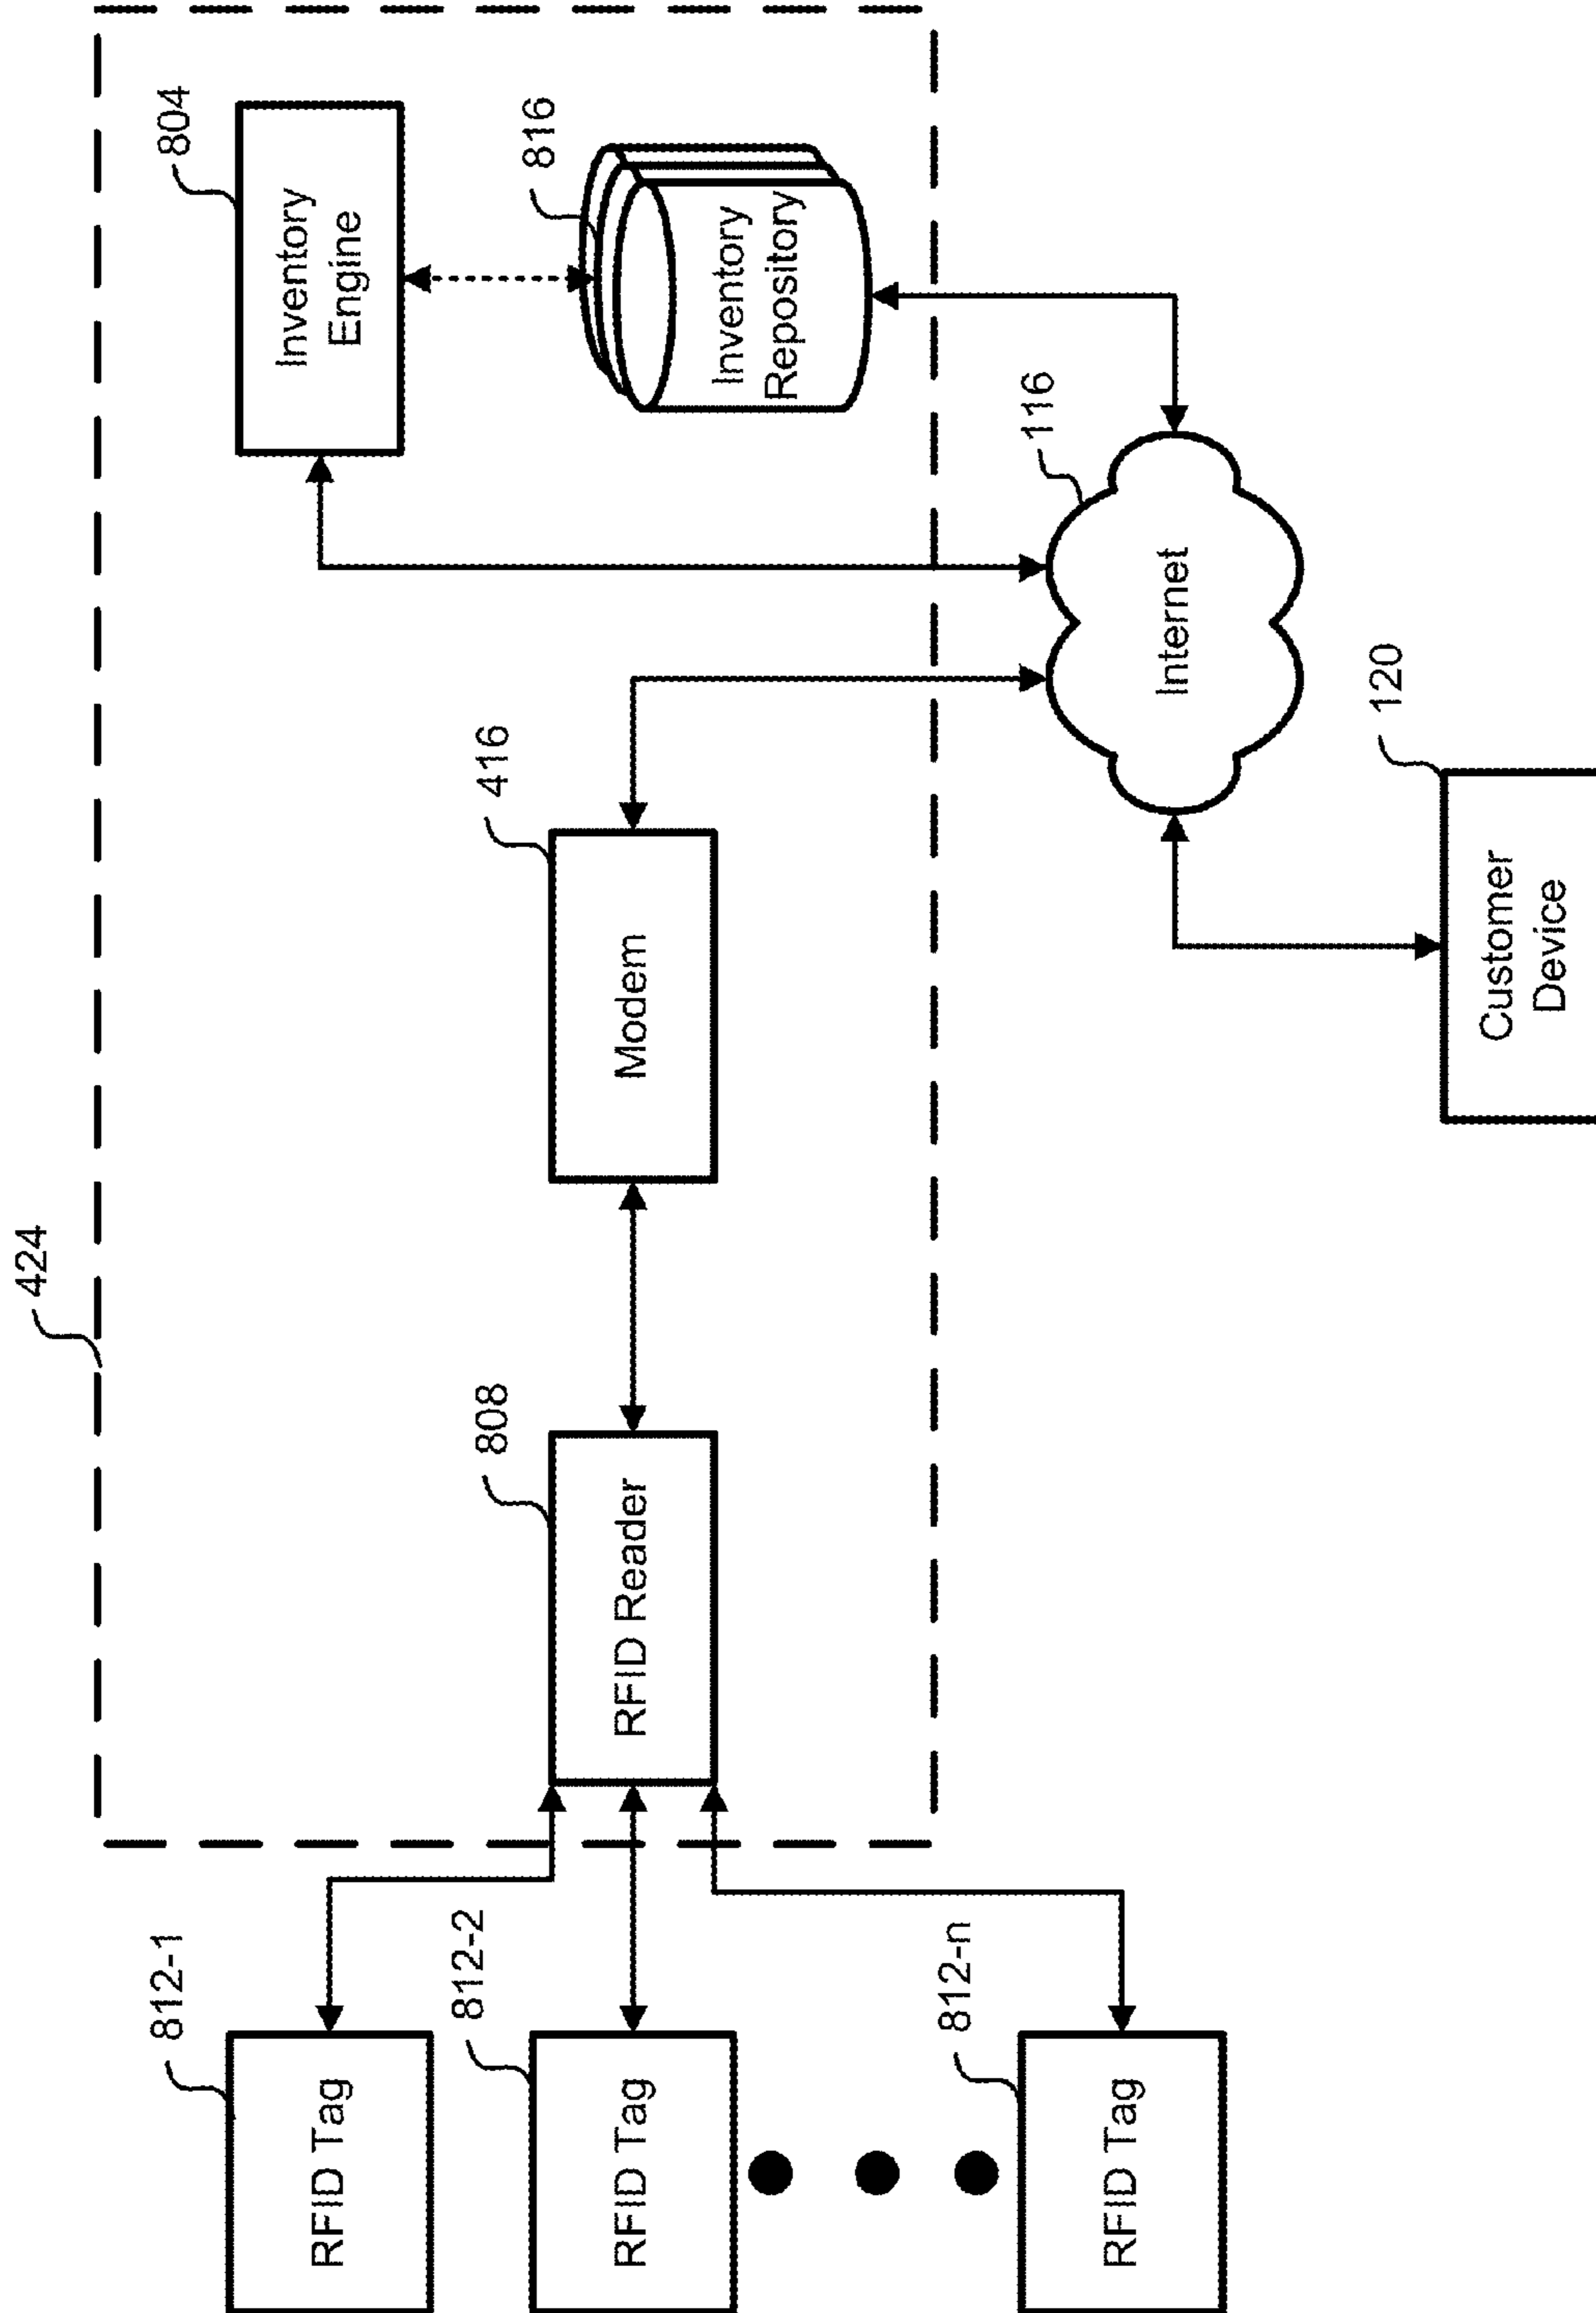 424
812-1
RFID Tag
812-2
RFID Tag
812-n
RFID Tag
808
RFID Reader
416
Modem
804
Inventory
Engine
816
Inventory
Repository
116
Internet
120
Customer
Device